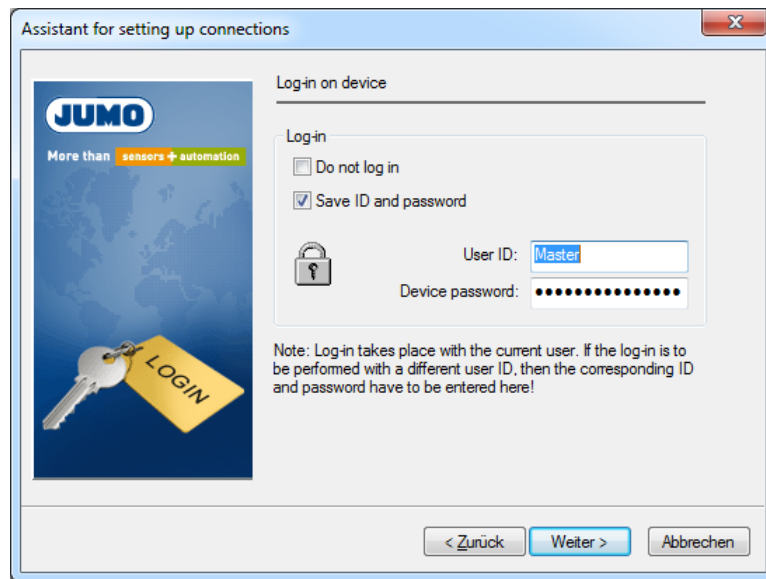 Assistant for setting up connections
JUMO
More than sensors + automation
LOGIN
Log-in on device
Log-in
Do not log in
Save ID and password
User ID: Master
Device password: ●●●●●●●●●●●●●●●
Note: Log-in takes place with the current user. If the log-in is to
be performed with a different user ID, then the corresponding ID
and password have to be entered here!
< Zurück Weiter > Abbrechen